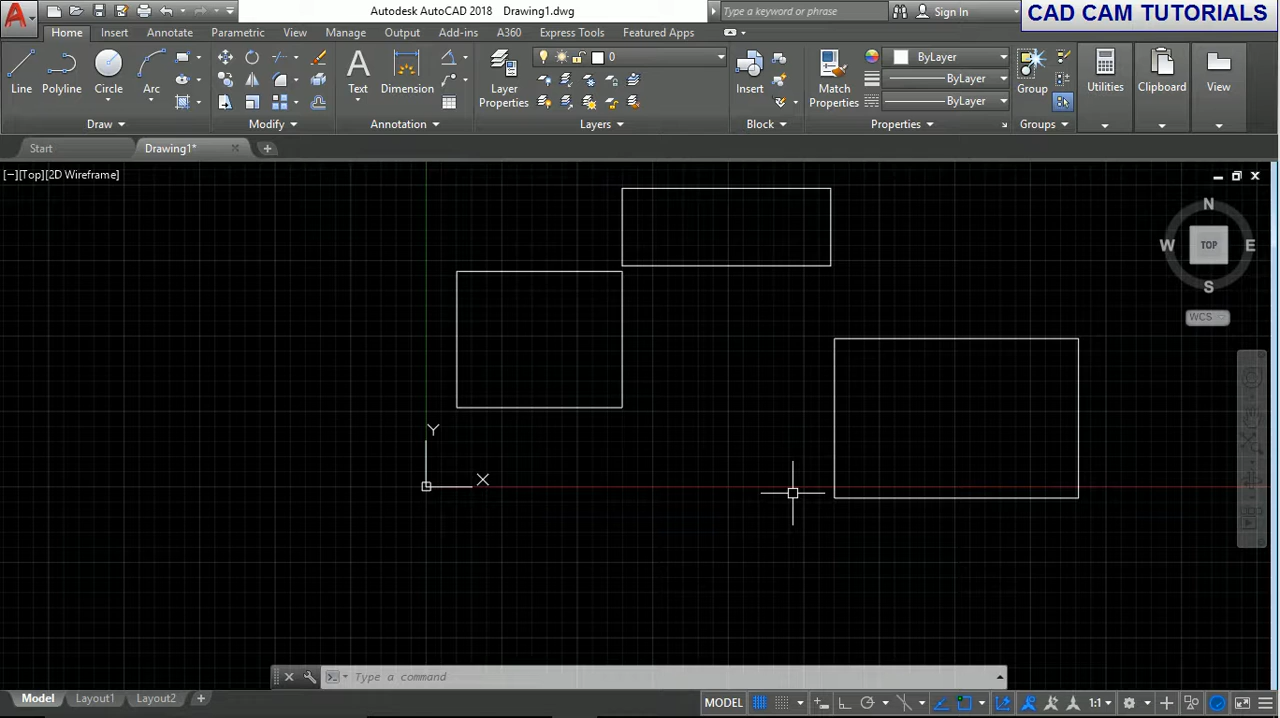 Autodesk AutoCAD 2018 Drawing1.dwg
Type a keyword or phrase
Sign In
CAD CAM TUTORIALS
Home Insert Annotate Parametric View Manage Output Add-ins A360 Express Tools Featured Apps
Line Polyline Circle Arc
Text Dimension
Layer Properties
0
Insert
Match Properties
ByLayer
ByLayer
ByLayer
Group
Utilities
Clipboard
View
Draw Modify Annotation Layers Block Properties Groups
Start Drawing1*
[−][Top][2D Wireframe]
N
W TOP E
S
WCS
Y
X
Type a command
Model Layout1 Layout2
MODEL
1:1